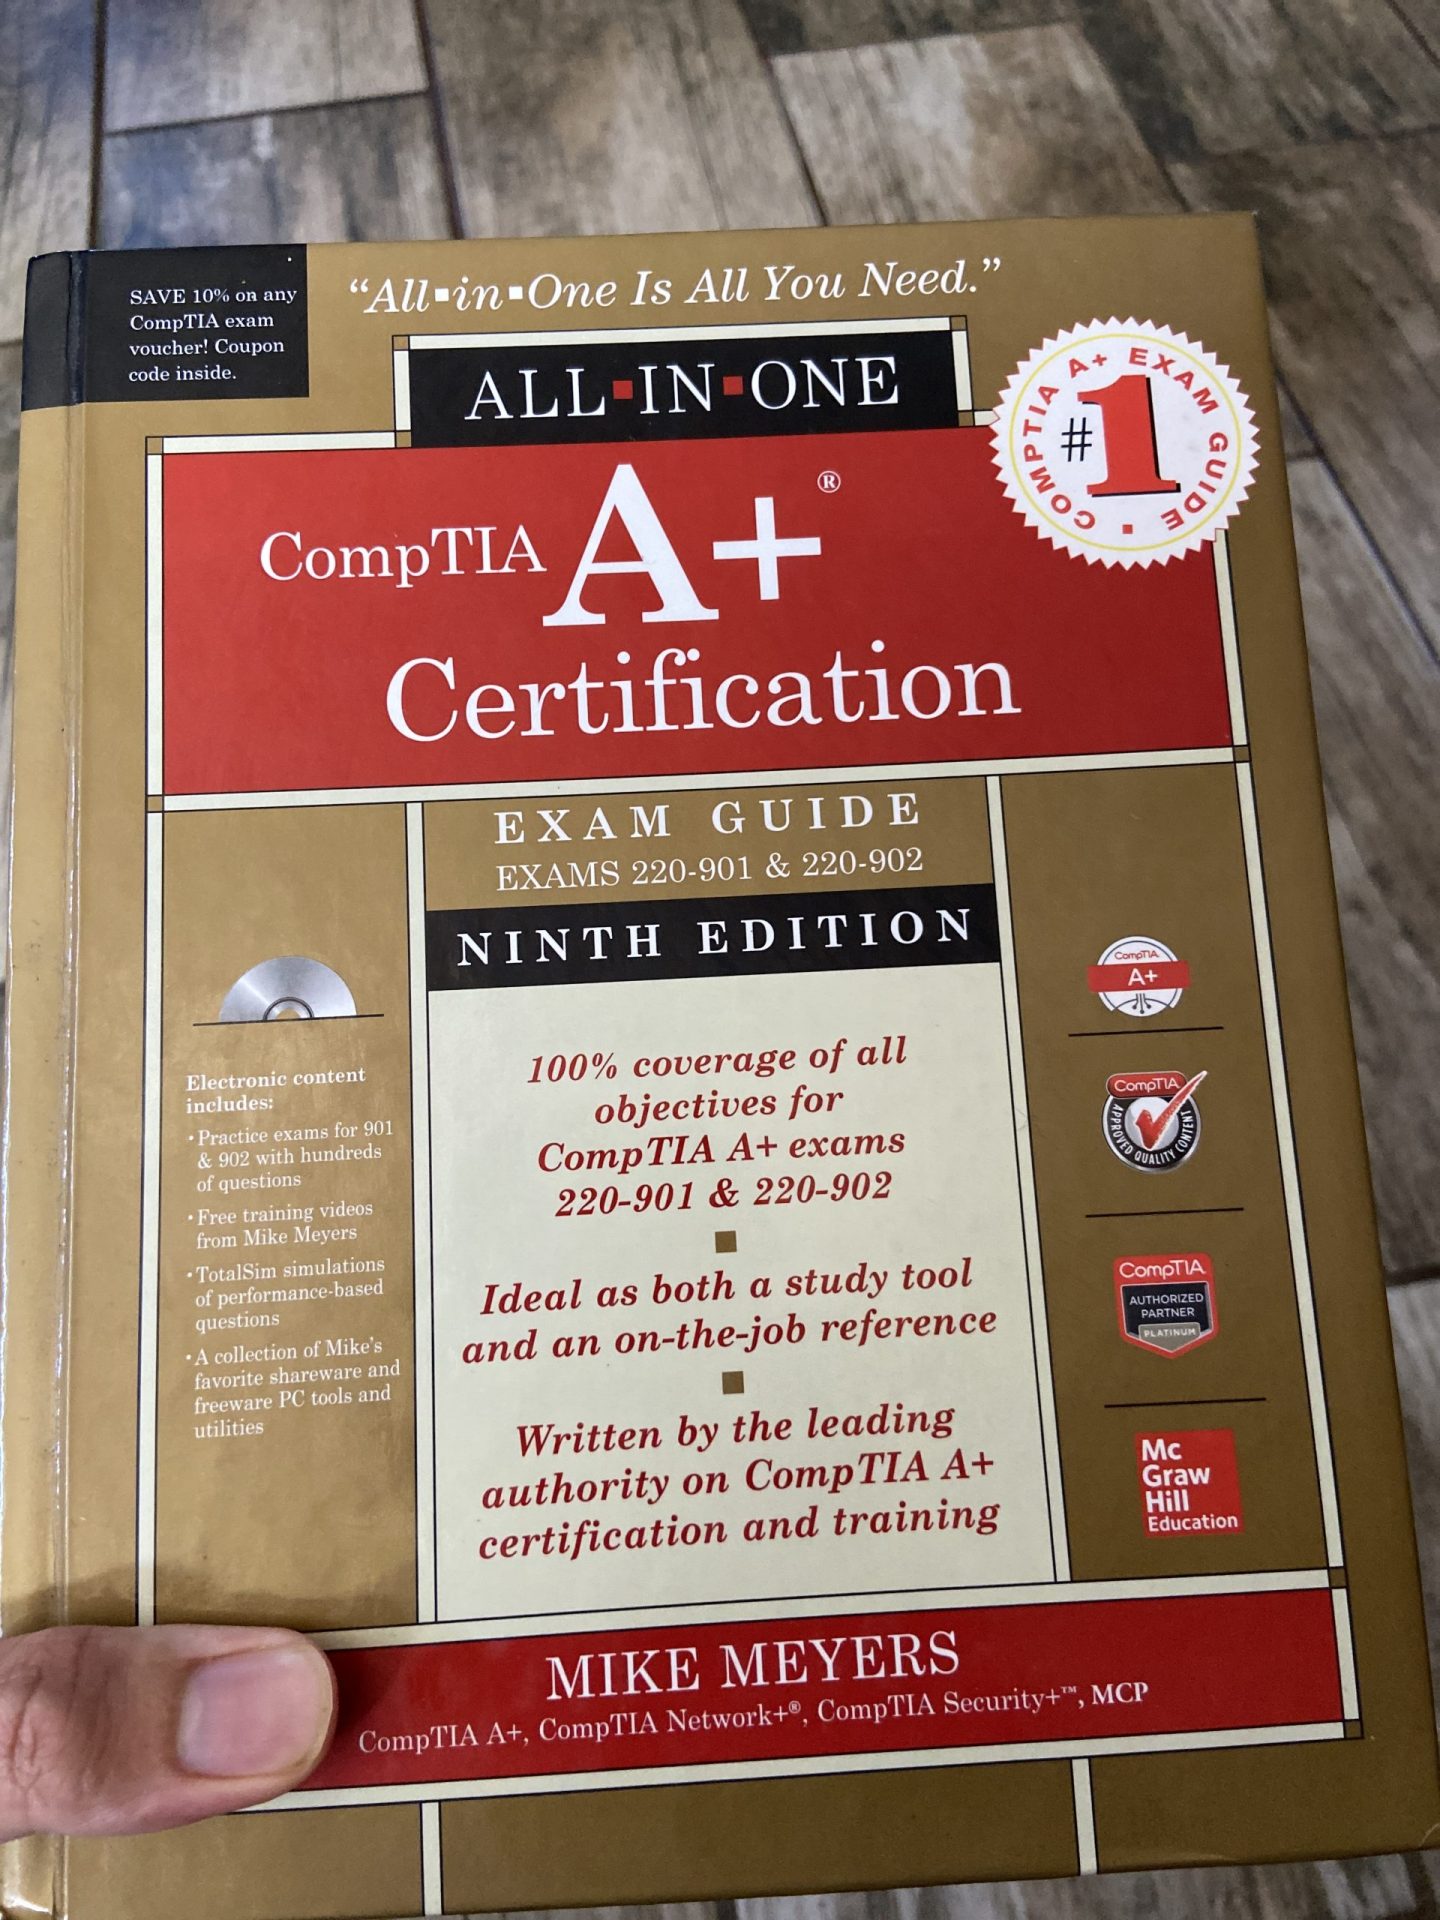 SAVE 10% on any
CompTIA exam
voucher! Coupon
code inside.
“All▪in▪One Is All You Need.”
ALL▪IN▪ONE
COMPTIA A+ EXAM GUIDE ▪
#1
CompTIA A+®
Certification
EXAM GUIDE
EXAMS 220-901 & 220-902
NINTH EDITION
Electronic content
includes:
• Practice exams for 901
& 902 with hundreds
of questions
• Free training videos
from Mike Meyers
• TotalSim simulations
of performance-based
questions
• A collection of Mike’s
favorite shareware and
freeware PC tools and
utilities
100% coverage of all
objectives for
CompTIA A+ exams
220-901 & 220-902
Ideal as both a study tool
and an on-the-job reference
Written by the leading
authority on CompTIA A+
certification and training
CompTIA
A+
CompTIA
APPROVED QUALITY CONTENT
CompTIA
AUTHORIZED
PARTNER
PLATINUM
Mc
Graw
Hill
Education
MIKE MEYERS
CompTIA A+, CompTIA Network+®, CompTIA Security+™, MCP